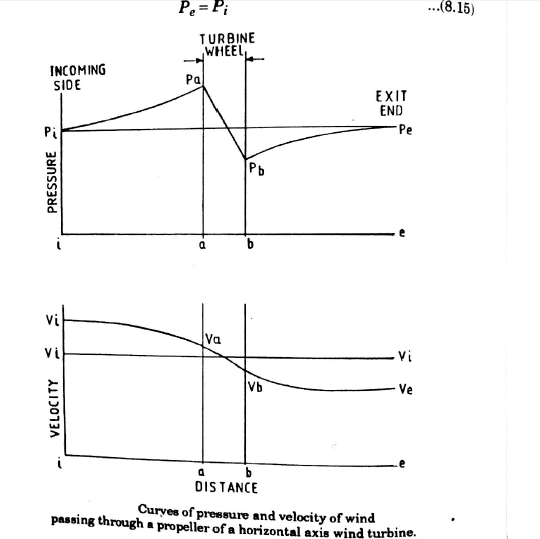 Pe = Pi ...(8.15)
TURBINE
WHEEL
INCOMING
SIDE
Pa
EXIT
END
Pi
Pe
Pb
PRESSURE
i a b e
Vi
Va
Vi Vi
Vb Ve
VELOCITY
i a b e
DISTANCE
Curves of pressure and velocity of wind
passing through a propeller of a horizontal axis wind turbine.